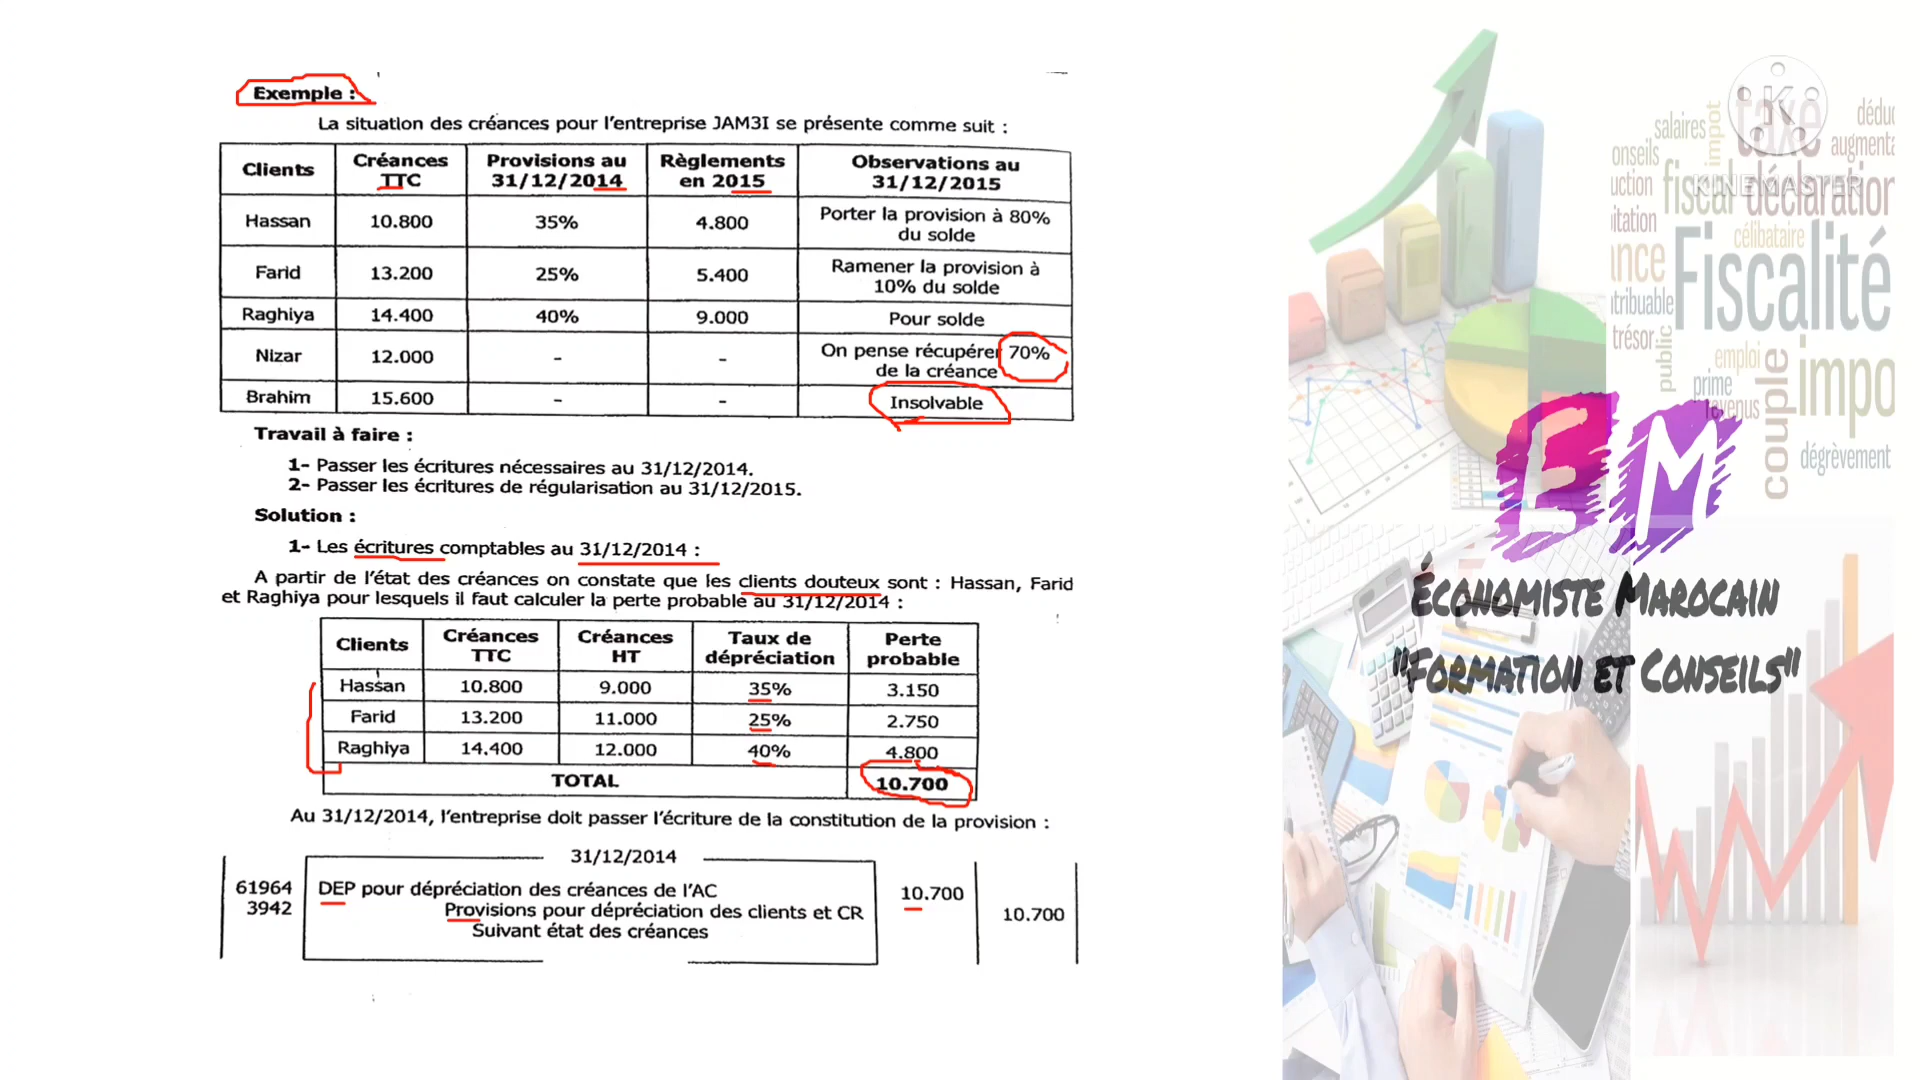 Exemple :
La situation des créances pour l'entreprise JAM3I se présente comme suit :
Clients | Créances TTC | Provisions au 31/12/2014 | Règlements en 2015 | Observations au 31/12/2015
Hassan | 10.800 | 35% | 4.800 | Porter la provision à 80% du solde
Farid | 13.200 | 25% | 5.400 | Ramener la provision à 10% du solde
Raghiya | 14.400 | 40% | 9.000 | Pour solde
Nizar | 12.000 | - | - | On pense récupérer 70% de la créance
Brahim | 15.600 | - | - | Insolvable
Travail à faire :
1- Passer les écritures nécessaires au 31/12/2014.
2- Passer les écritures de régularisation au 31/12/2015.
Solution :
1- Les écritures comptables au 31/12/2014 :
A partir de l'état des créances on constate que les clients douteux sont : Hassan, Farid
et Raghiya pour lesquels il faut calculer la perte probable au 31/12/2014 :
Clients | Créances TTC | Créances HT | Taux de dépréciation | Perte probable
Hassan | 10.800 | 9.000 | 35% | 3.150
Farid | 13.200 | 11.000 | 25% | 2.750
Raghiya | 14.400 | 12.000 | 40% | 4.800
TOTAL | 10.700
Au 31/12/2014, l'entreprise doit passer l'écriture de la constitution de la provision :
31/12/2014
61964 | DEP pour dépréciation des créances de l'AC | 10.700
3942 | Provisions pour dépréciation des clients et CR | 10.700
Suivant état des créances
K
KINEMASTER
salaires
impot
taxe
déduc
augmenta
onseils
fiscal
déclaration
célibataire
Fiscalité
tribuable
trésor
public
emploi
prime
revenus
couple
impo
dégrèvement
EM
Économiste Marocain
"Formation et Conseils"